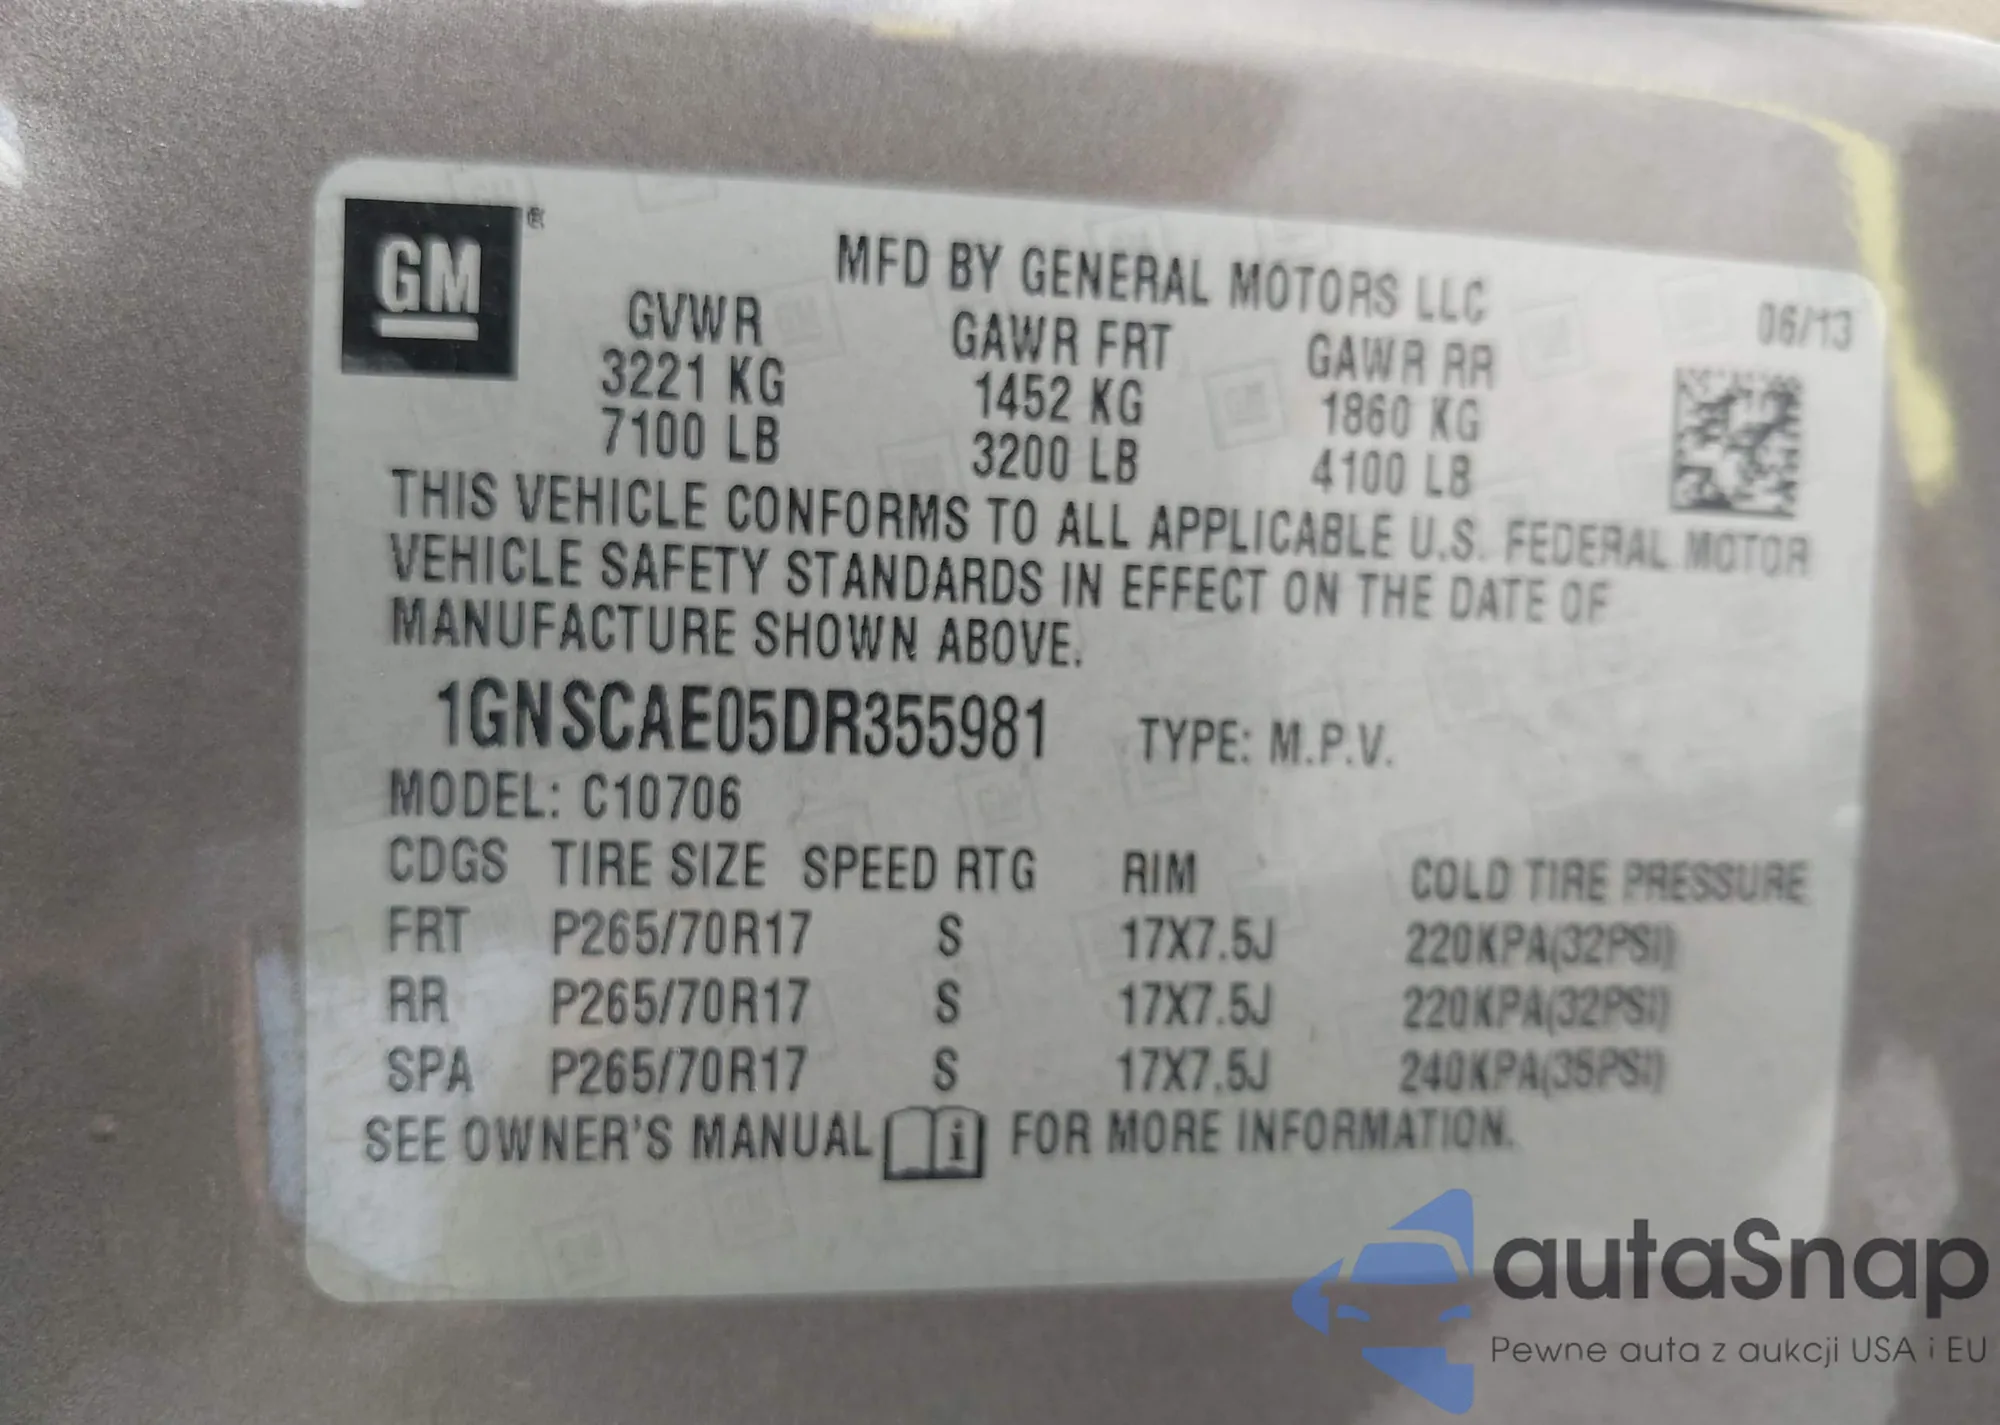 GM
®
MFD BY GENERAL MOTORS LLC
06/13
GVWR GAWR FRT GAWR RR
3221 KG 1452 KG 1860 KG
7100 LB 3200 LB 4100 LB
THIS VEHICLE CONFORMS TO ALL APPLICABLE U.S. FEDERAL MOTOR
VEHICLE SAFETY STANDARDS IN EFFECT ON THE DATE OF
MANUFACTURE SHOWN ABOVE.
1GNSCAE05DR355981 TYPE: M.P.V.
MODEL: C10706
CDGS TIRE SIZE SPEED RTG RIM COLD TIRE PRESSURE
FRT P265/70R17 S 17X7.5J 220KPA(32PSI)
RR P265/70R17 S 17X7.5J 220KPA(32PSI)
SPA P265/70R17 S 17X7.5J 240KPA(35PSI)
SEE OWNER'S MANUAL i FOR MORE INFORMATION.
autaSnap
Pewne auta z aukcji USA i EU